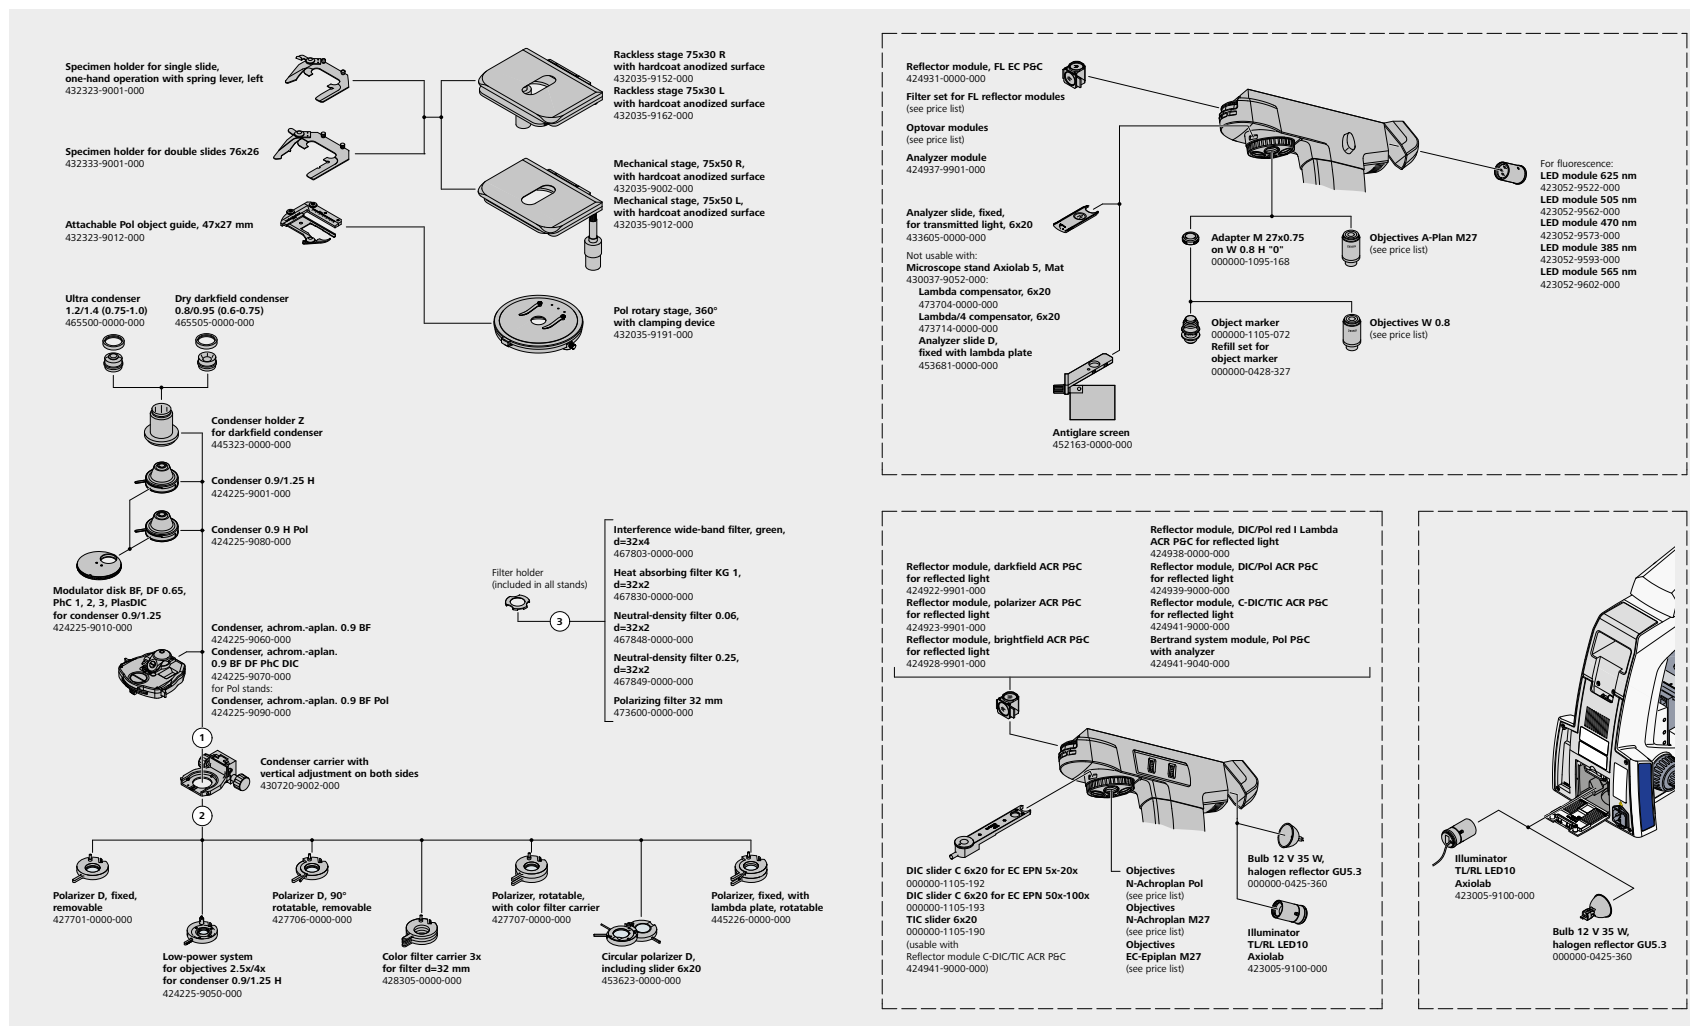 Specimen holder for single slide,
one-hand operation with spring lever, left
432323-9001-000
Specimen holder for double slides 76x26
432333-9001-000
Attachable Pol object guide, 47x27 mm
432323-9012-000
Rackless stage 75x30 R
with hardcoat anodized surface
432035-9152-000
Rackless stage 75x30 L
with hardcoat anodized surface
432035-9162-000
Mechanical stage, 75x50 R,
with hardcoat anodized surface
432035-9002-000
Mechanical stage, 75x50 L,
with hardcoat anodized surface
432035-9012-000
Pol rotary stage, 360°
with clamping device
432035-9191-000
Ultra condenser
1.2/1.4 (0.75-1.0)
465500-0000-000
Dry darkfield condenser
0.8/0.95 (0.6-0.75)
465505-0000-000
Condenser holder Z
for darkfield condenser
445323-0000-000
Condenser 0.9/1.25 H
424225-9001-000
Condenser 0.9 H Pol
424225-9080-000
Modulator disk BF, DF 0.65,
PhC 1, 2, 3, PlasDIC
for condenser 0.9/1.25
424225-9010-000
Condenser, achrom.-aplan. 0.9 BF
424225-9060-000
Condenser, achrom.-aplan.
0.9 BF DF PhC DIC
424225-9070-000
for Pol stands:
Condenser, achrom.-aplan. 0.9 BF Pol
424225-9090-000
1
Condenser carrier with
vertical adjustment on both sides
430720-9002-000
2
Filter holder
(included in all stands)
3
Interference wide-band filter, green,
d=32x4
467803-0000-000
Heat absorbing filter KG 1,
d=32x2
467830-0000-000
Neutral-density filter 0.06,
d=32x2
467848-0000-000
Neutral-density filter 0.25,
d=32x2
467849-0000-000
Polarizing filter 32 mm
473600-0000-000
Polarizer D, fixed,
removable
427701-0000-000
Low-power system
for objectives 2.5x/4x
for condenser 0.9/1.25 H
424225-9050-000
Polarizer D, 90°
rotatable, removable
427706-0000-000
Color filter carrier 3x
for filter d=32 mm
428305-0000-000
Polarizer, rotatable,
with color filter carrier
427707-0000-000
Circular polarizer D,
including slider 6x20
453623-0000-000
Polarizer, fixed, with
lambda plate, rotatable
445226-0000-000
Reflector module, FL EC P&C
424931-0000-000
Filter set for FL reflector modules
(see price list)
Optovar modules
(see price list)
Analyzer module
424937-9901-000
Analyzer slide, fixed,
for transmitted light, 6x20
433605-0000-000
Not usable with:
Microscope stand Axiolab 5, Mat
430037-9052-000:
Lambda compensator, 6x20
473704-0000-000
Lambda/4 compensator, 6x20
473714-0000-000
Analyzer slide D,
fixed with lambda plate
453681-0000-000
Antiglare screen
452163-0000-000
Adapter M 27x0.75
on W 0.8 H "0"
000000-1095-168
Objectives A-Plan M27
(see price list)
Object marker
000000-1105-072
Refill set for
object marker
000000-0428-327
Objectives W 0.8
(see price list)
For fluorescence:
LED module 625 nm
423052-9522-000
LED module 505 nm
423052-9562-000
LED module 470 nm
423052-9573-000
LED module 385 nm
423052-9593-000
LED module 565 nm
423052-9602-000
Reflector module, darkfield ACR P&C
for reflected light
424922-9901-000
Reflector module, polarizer ACR P&C
for reflected light
424923-9901-000
Reflector module, brightfield ACR P&C
for reflected light
424928-9901-000
Reflector module, DIC/Pol red I Lambda
ACR P&C for reflected light
424938-0000-000
Reflector module, DIC/Pol ACR P&C
for reflected light
424939-9000-000
Reflector module, C-DIC/TIC ACR P&C
for reflected light
424941-9000-000
Bertrand system module, Pol P&C
with analyzer
424941-9040-000
DIC slider C 6x20 for EC EPN 5x-20x
000000-1105-192
DIC slider C 6x20 for EC EPN 50x-100x
000000-1105-193
TIC slider 6x20
000000-1105-190
(usable with
Reflector module C-DIC/TIC ACR P&C
424941-9000-000)
Objectives
N-Achroplan Pol
(see price list)
Objectives
N-Achroplan M27
(see price list)
Objectives
EC-Epiplan M27
(see price list)
Bulb 12 V 35 W,
halogen reflector GU5.3
000000-0425-360
Illuminator
TL/RL LED10
Axiolab
423005-9100-000
Illuminator
TL/RL LED10
Axiolab
423005-9100-000
Bulb 12 V 35 W,
halogen reflector GU5.3
000000-0425-360